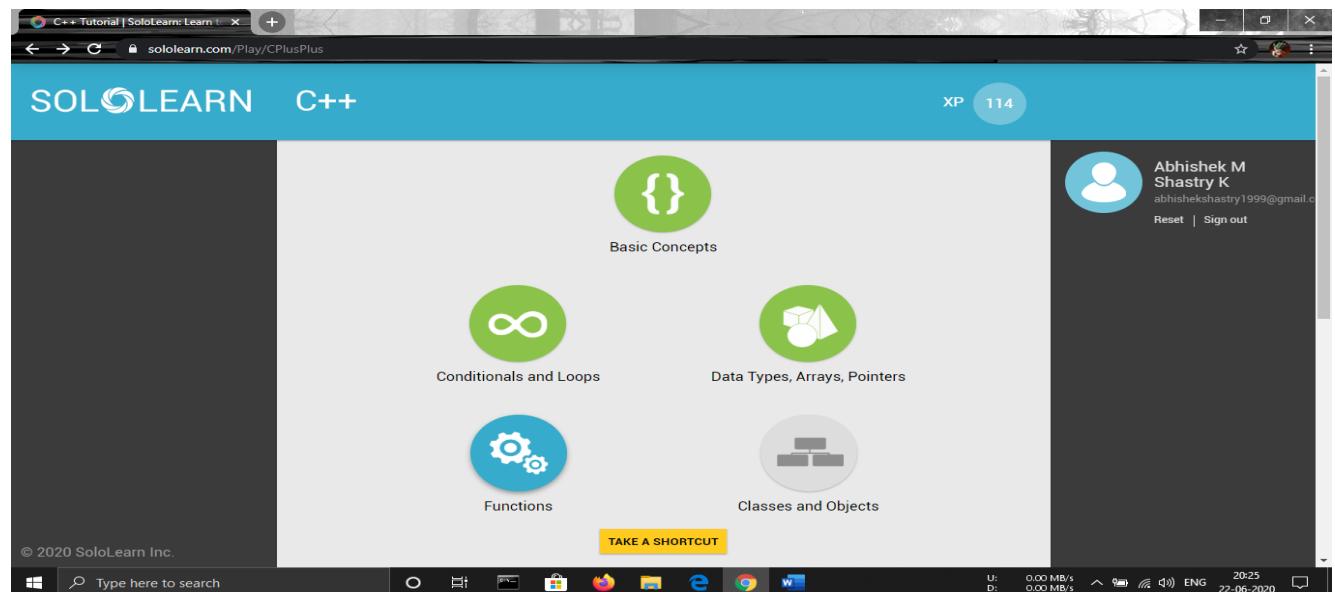 C++ Tutorial | SoloLearn: Learn t
sololearn.com/Play/CPlusPlus
SOLOLEARN C++ XP 114
Abhishek M
Shastry K
abhishekshastry1999@gmail.c
Reset | Sign out
{}
Basic Concepts
Conditionals and Loops
Data Types, Arrays, Pointers
Functions
Classes and Objects
TAKE A SHORTCUT
© 2020 SoloLearn Inc.
Type here to search
U: 0.00 MB/s
D: 0.00 MB/s
ENG
20:25
22-06-2020